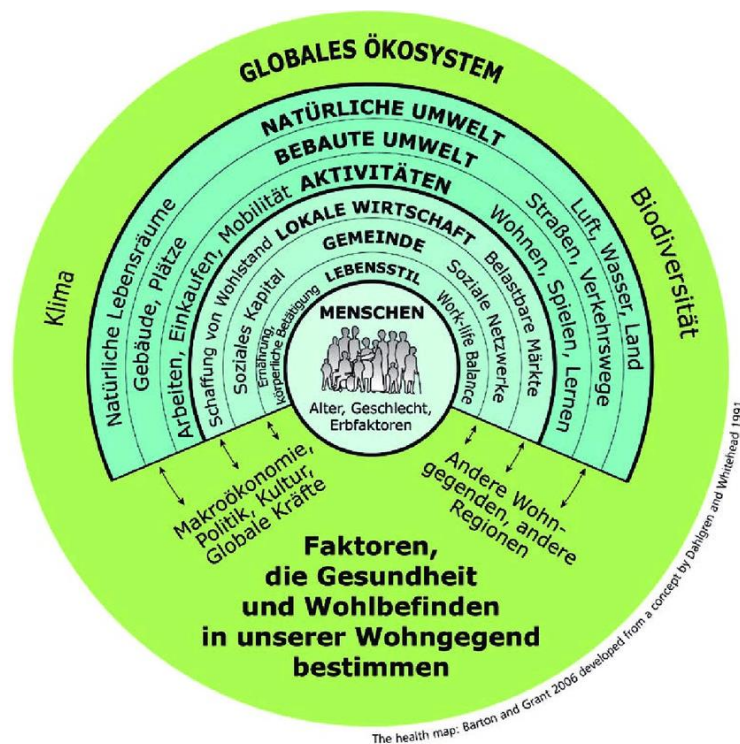 GLOBALES ÖKOSYSTEM
Klima
Biodiversität
NATÜRLICHE UMWELT
Natürliche Lebensräume
Luft, Wasser, Land
BEBAUTE UMWELT
Gebäude, Plätze
Straßen, Verkehrswege
AKTIVITÄTEN
Arbeiten, Einkaufen, Mobilität
Wohnen, Spielen, Lernen
LOKALE WIRTSCHAFT
Schaffung von Wohlstand
Belastbare Märkte
GEMEINDE
Soziales Kapital
Soziale Netzwerke
LEBENSSTIL
Ernährung,
körperliche Betätigung
Work-life Balance
MENSCHEN
Alter, Geschlecht,
Erbfaktoren
Makroökonomie,
Politik, Kultur,
Globale Kräfte
Andere Wohn-
gegenden, andere
Regionen
Faktoren,
die Gesundheit
und Wohlbefinden
in unserer Wohngegend
bestimmen
The health map: Barton and Grant 2006 developed from a concept by Dahlgren and Whitehead 1991